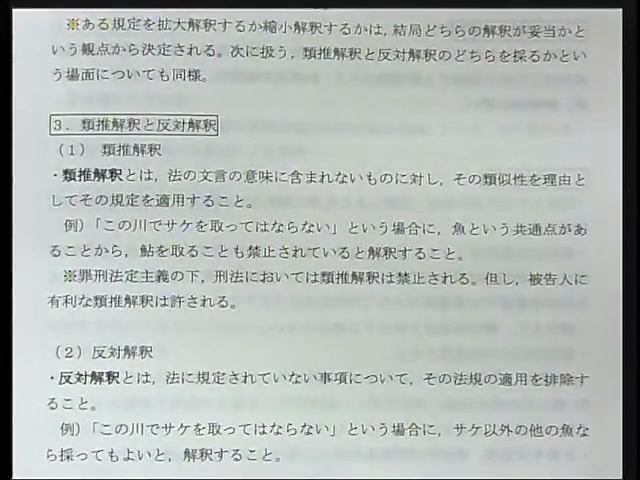 ※ある規定を拡大解釈するか縮小解釈するかは，結局どちらの解釈が妥当かと
いう観点から決定される。次に扱う，類推解釈と反対解釈のどちらを採るかとい
う場面についても同様。
３．類推解釈と反対解釈
（１） 類推解釈
・類推解釈とは，法の文言の意味に含まれないものに対し，その類似性を理由と
してその規定を適用すること。
例）「この川でサケを取ってはならない」という場合に，魚という共通点があ
ることから，鮎を取ることも禁止されていると解釈すること。
※罪刑法定主義の下，刑法においては類推解釈は禁止される。但し，被告人に
有利な類推解釈は許される。
（２）反対解釈
・反対解釈とは，法に規定されていない事項について，その法規の適用を排除す
ること。
例）「この川でサケを取ってはならない」という場合に，サケ以外の他の魚な
ら採ってもよいと，解釈すること。